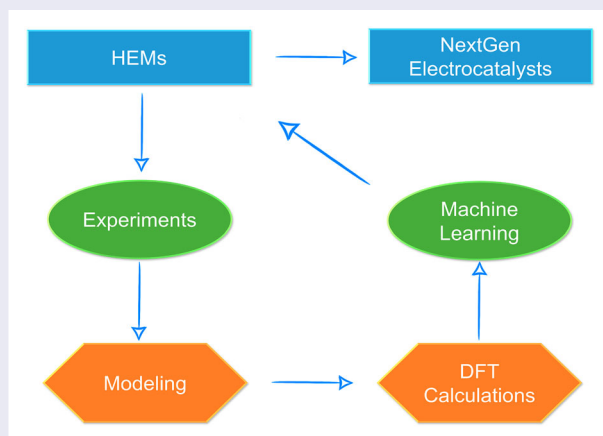 HEMs
NextGen
Electrocatalysts
Experiments
Machine
Learning
Modeling
DFT
Calculations